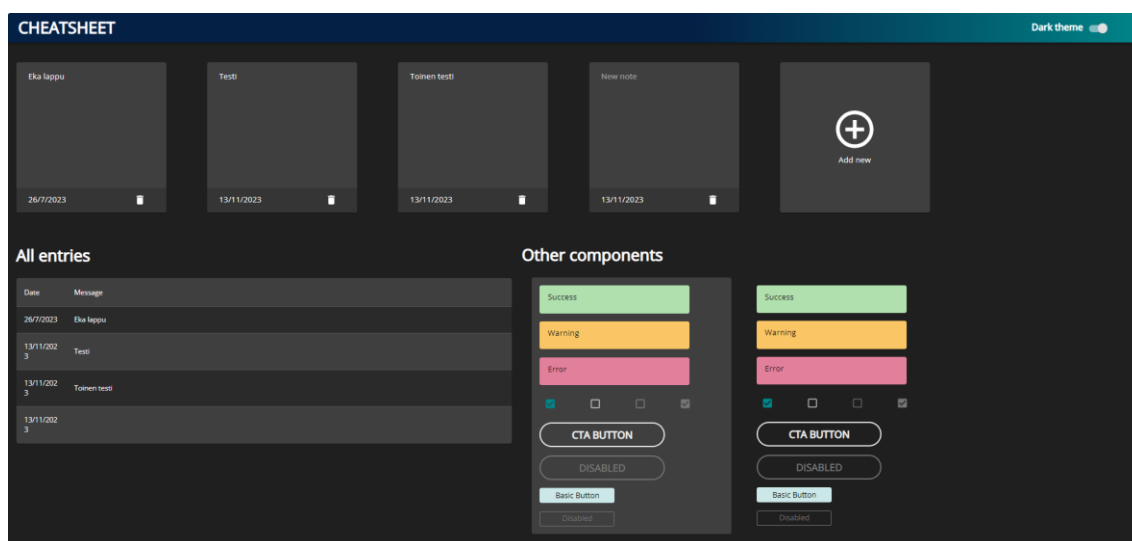 CHEATSHEET
Dark theme
Eka lappu
Testi
Toinen testi
New note
Add new
26/7/2023
13/11/2023
13/11/2023
13/11/2023
All entries
Date Message
26/7/2023 Eka lappu
13/11/202
3
Testi
13/11/202
3
Toinen testi
13/11/202
3
Other components
Success
Warning
Error
CTA BUTTON
DISABLED
Basic Button
Disabled
Success
Warning
Error
CTA BUTTON
DISABLED
Basic Button
Disabled